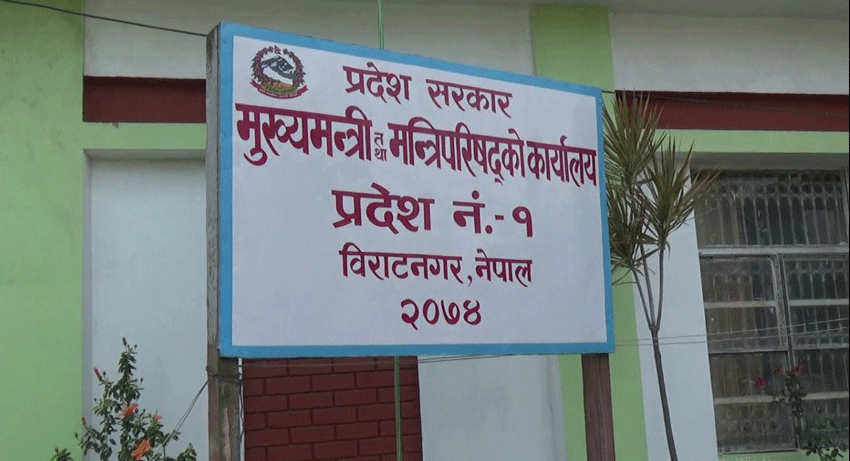 प्रदेश सरकार
मुख्यमन्त्री तथा मन्त्रिपरिषद्को कार्यालय
प्रदेश नं.- १
विराटनगर, नेपाल
२०७४